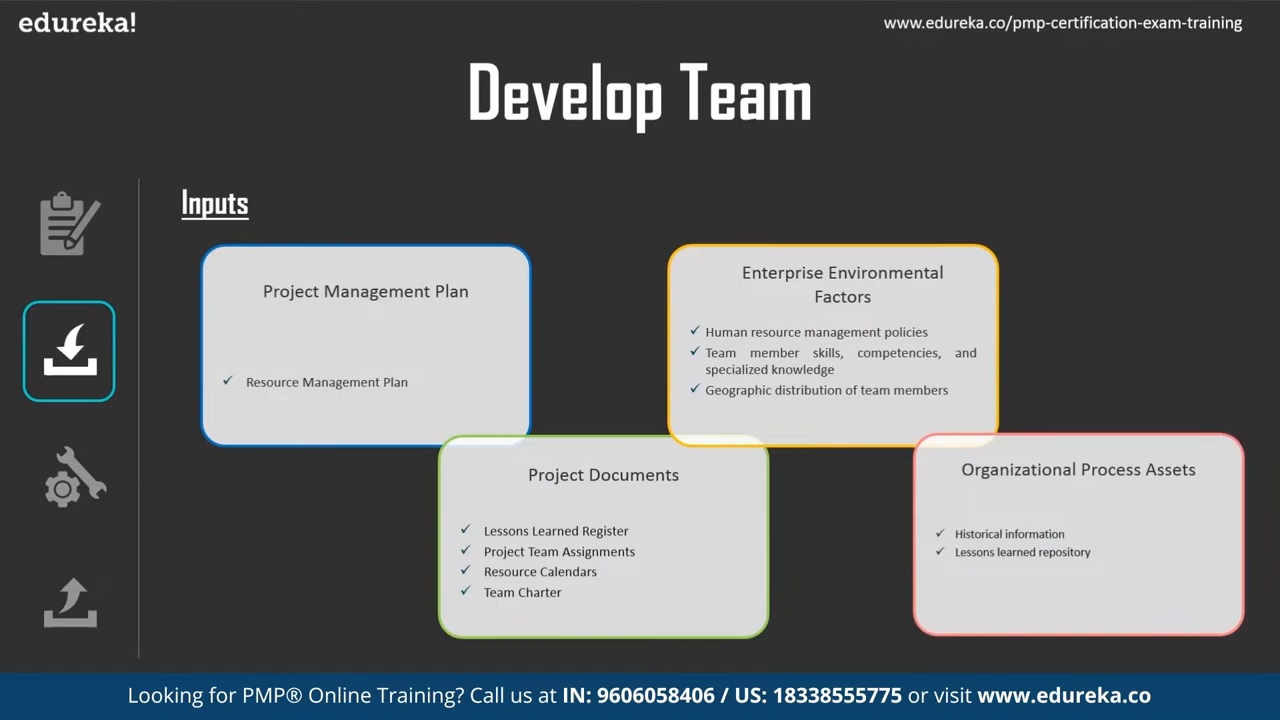 edureka!
www.edureka.co/pmp-certification-exam-training
Develop Team
Inputs
Project Management Plan
Resource Management Plan
Enterprise Environmental
Factors
Human resource management policies
Team member skills, competencies, and
specialized knowledge
Geographic distribution of team members
Project Documents
Lessons Learned Register
Project Team Assignments
Resource Calendars
Team Charter
Organizational Process Assets
Historical information
Lessons learned repository
Looking for PMP® Online Training? Call us at IN: 9606058406 / US: 18338555775 or visit www.edureka.co